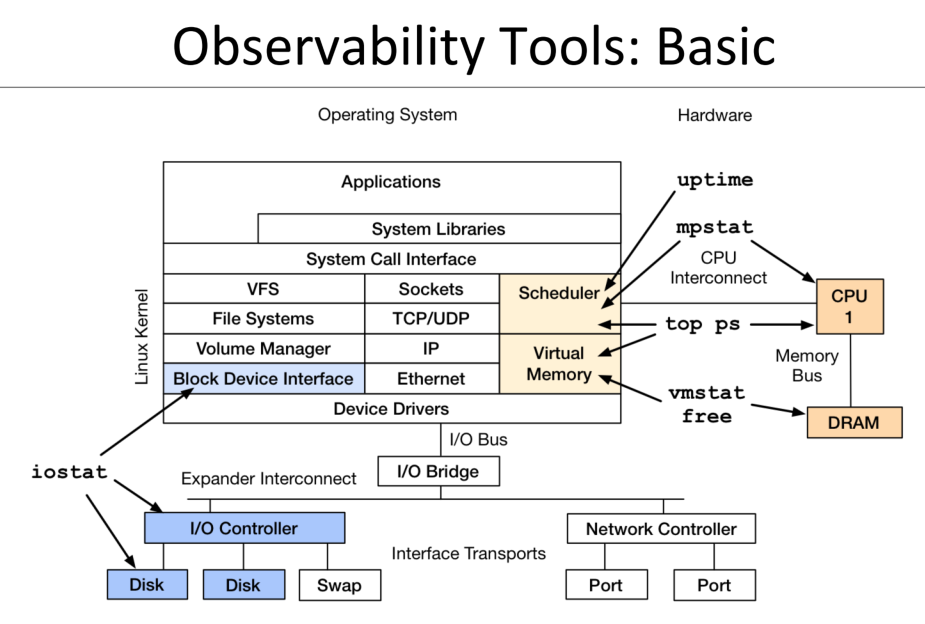 Observability Tools: Basic
Operating System
Hardware
Applications
System Libraries
System Call Interface
VFS
Sockets
Scheduler
File Systems
TCP/UDP
Volume Manager
IP
Virtual
Memory
Block Device Interface
Ethernet
Device Drivers
Linux Kernel
uptime
mpstat
CPU
Interconnect
CPU
1
top ps
Memory
Bus
vmstat
free
DRAM
I/O Bus
I/O Bridge
iostat
Expander Interconnect
I/O Controller
Network Controller
Interface Transports
Disk
Disk
Swap
Port
Port